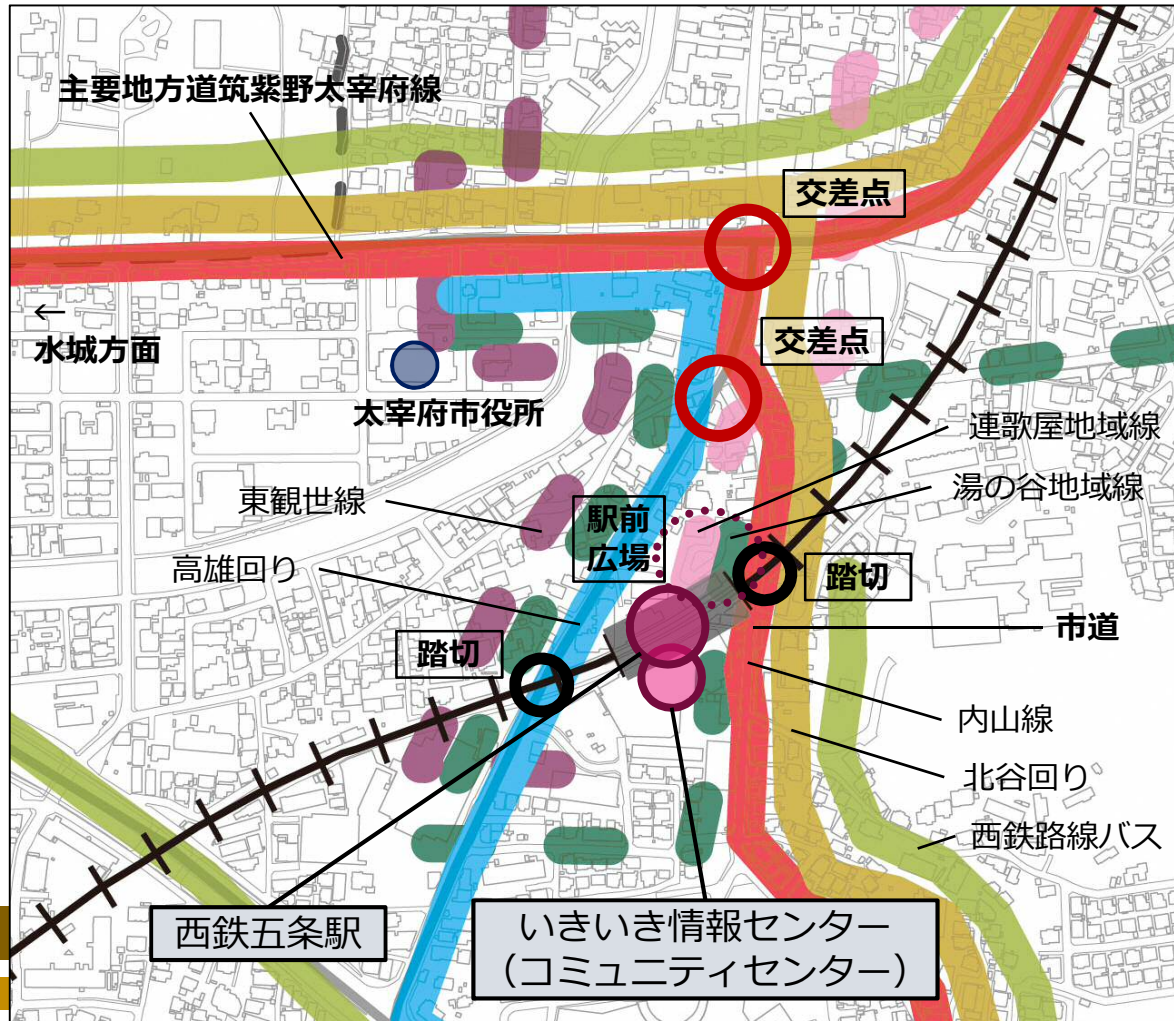 主要地方道筑紫野太宰府線
交差点
←
水城方面
交差点
太宰府市役所
連歌屋地域線
湯の谷地域線
東観世線
駅前
広場
高雄回り
踏切
踏切
市道
内山線
北谷回り
西鉄路線バス
西鉄五条駅
いきいき情報センター
（コミュニティセンター）